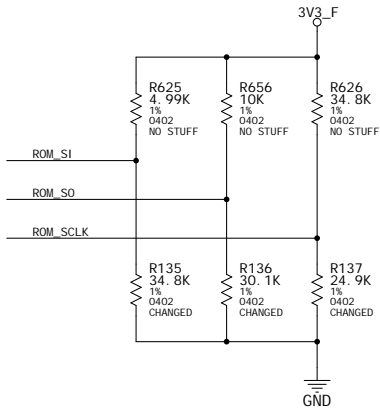 3V3_F
R625
4.99K
1%
0402
NO STUFF
R656
10K
1%
0402
NO STUFF
R626
34.8K
1%
0402
NO STUFF
ROM_SI
ROM_SO
ROM_SCLK
R135
34.8K
1%
0402
CHANGED
R136
30.1K
1%
0402
CHANGED
R137
24.9K
1%
0402
CHANGED
GND